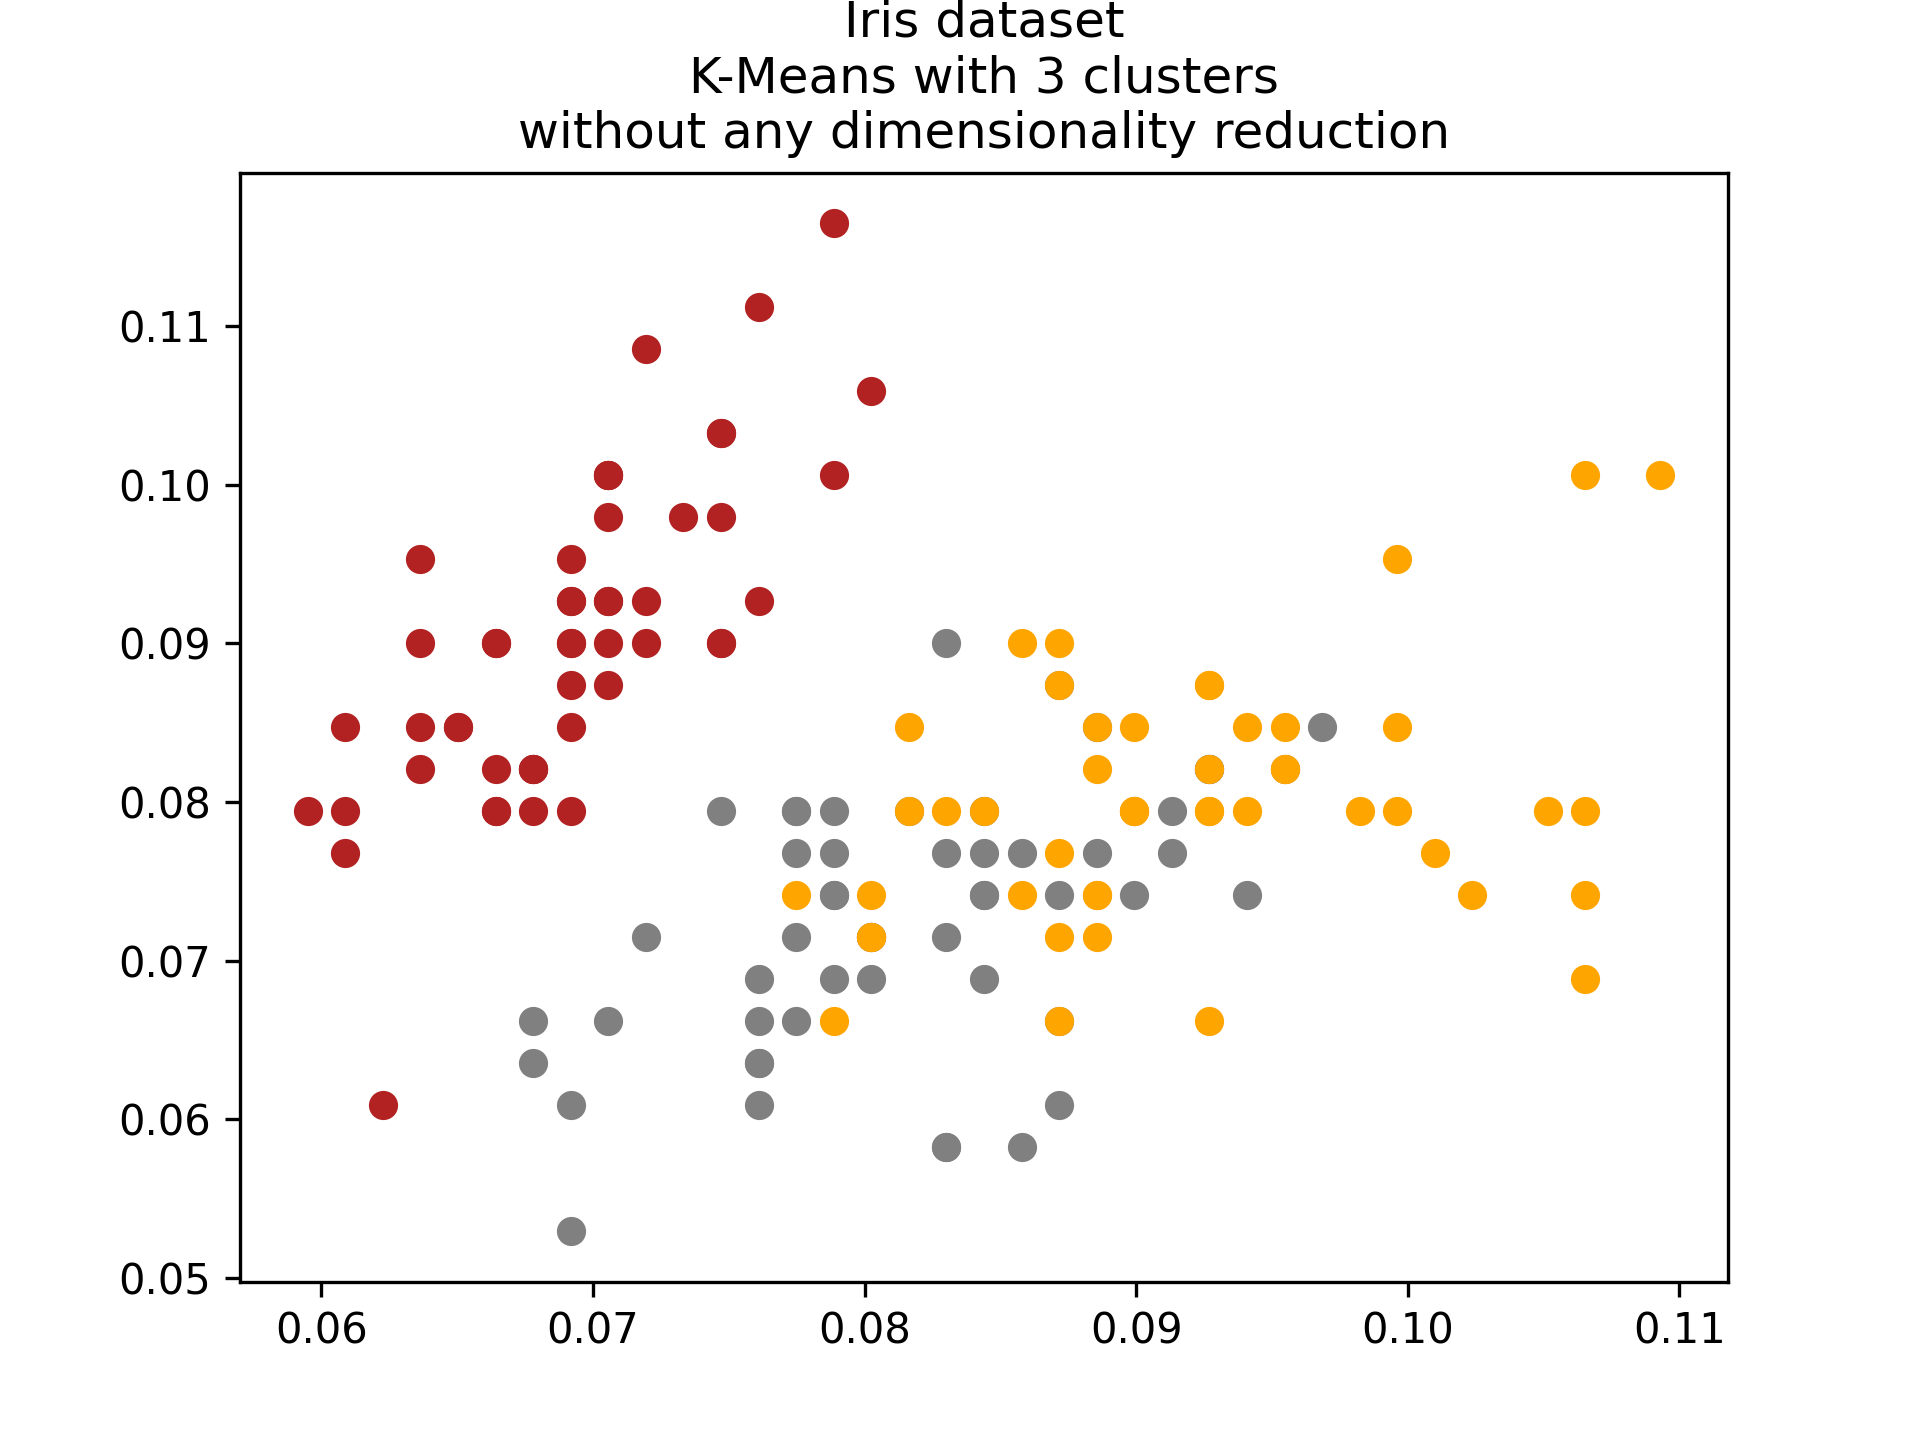 Iris dataset
K-Means with 3 clusters
without any dimensionality reduction
0.11
0.10
0.09
0.08
0.07
0.06
0.05
0.06 0.07 0.08 0.09 0.10 0.11